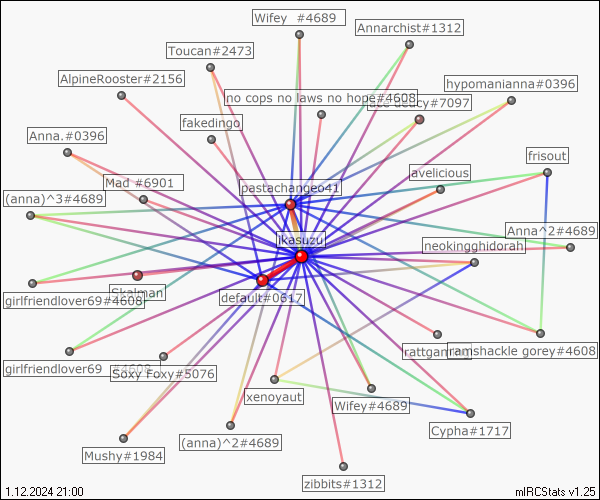 Wifey #4689
Annarchist#1312
Toucan#2473
AlpineRooster#2156
hypomanianna#0396
no cops no laws no hope#4608
#7097
fakedingo
Anna.#0396
frisout
avelicious
Mad #6901
pastachangeo41
(anna)^3#4689
Anna^2#4689
ikasuzu
neokingghidorah
Skalman
default#0617
girlfriendlover69#4608
ramshackle gorey#4608
girlfriendlover69
Soxy Foxy#5076
xenoyaut
Wifey#4689
Cypha#1717
(anna)^2#4689
Mushy#1984
zibbits#1312
1.12.2024 21:00
mIRCStats v1.25